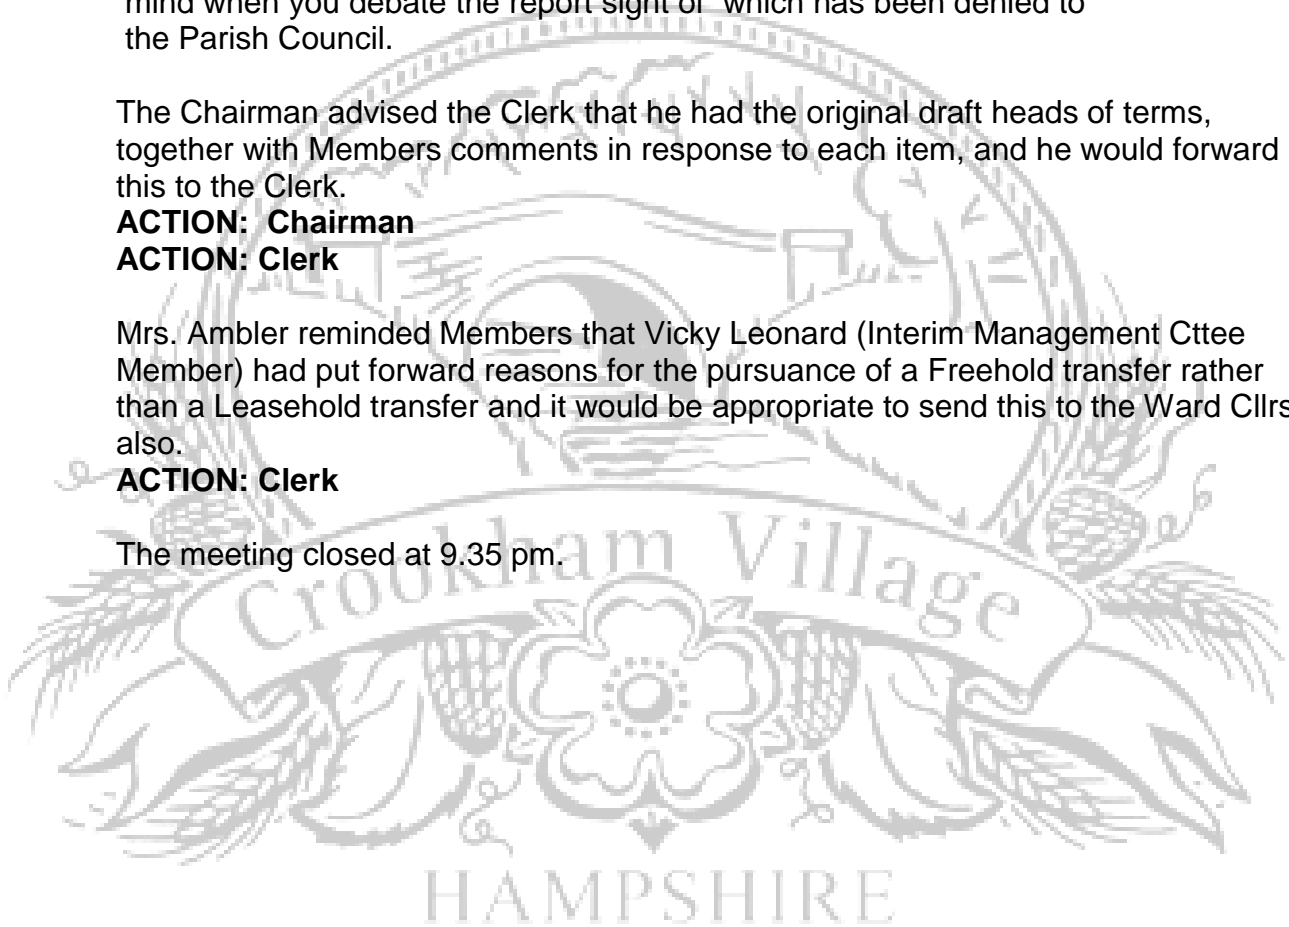 mind when you debate the report sight of which has been denied to
the Parish Council.
The Chairman advised the Clerk that he had the original draft heads of terms,
together with Members comments in response to each item, and he would forward
this to the Clerk.
ACTION: Chairman
ACTION: Clerk
Mrs. Ambler reminded Members that Vicky Leonard (Interim Management Cttee
Member) had put forward reasons for the pursuance of a Freehold transfer rather
than a Leasehold transfer and it would be appropriate to send this to the Ward Cllrs
also.
ACTION: Clerk
The meeting closed at 9.35 pm.
Crookham Village
HAMPSHIRE